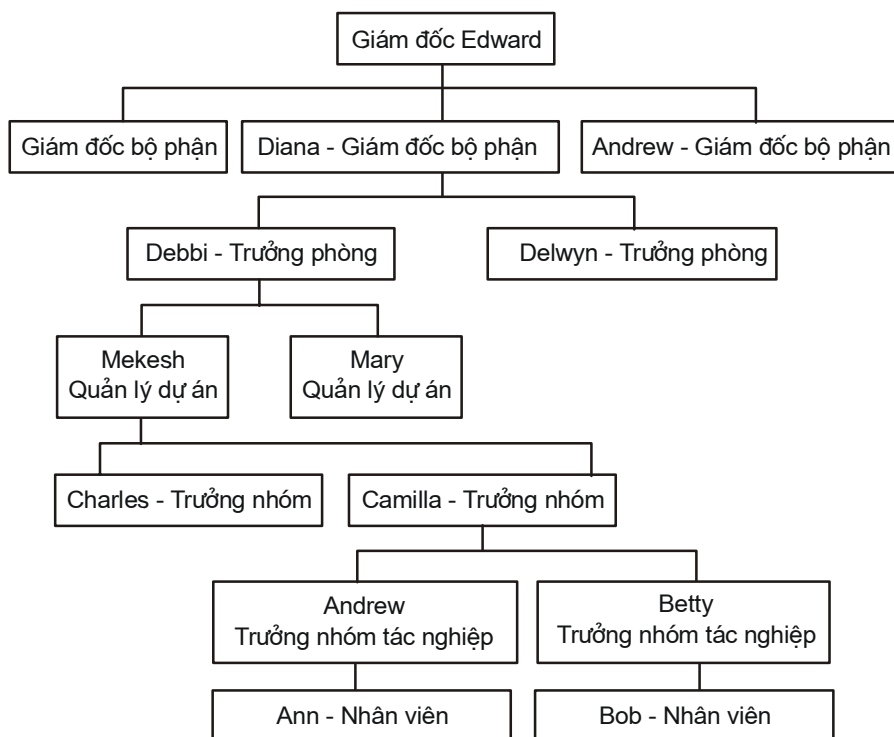 Giám đốc Edward
Giám đốc bộ phận
Diana - Giám đốc bộ phận
Andrew - Giám đốc bộ phận
Debbi - Trưởng phòng
Delwyn - Trưởng phòng
Mekesh
Quản lý dự án
Mary
Quản lý dự án
Charles - Trưởng nhóm
Camilla - Trưởng nhóm
Andrew
Trưởng nhóm tác nghiệp
Betty
Trưởng nhóm tác nghiệp
Ann - Nhân viên
Bob - Nhân viên